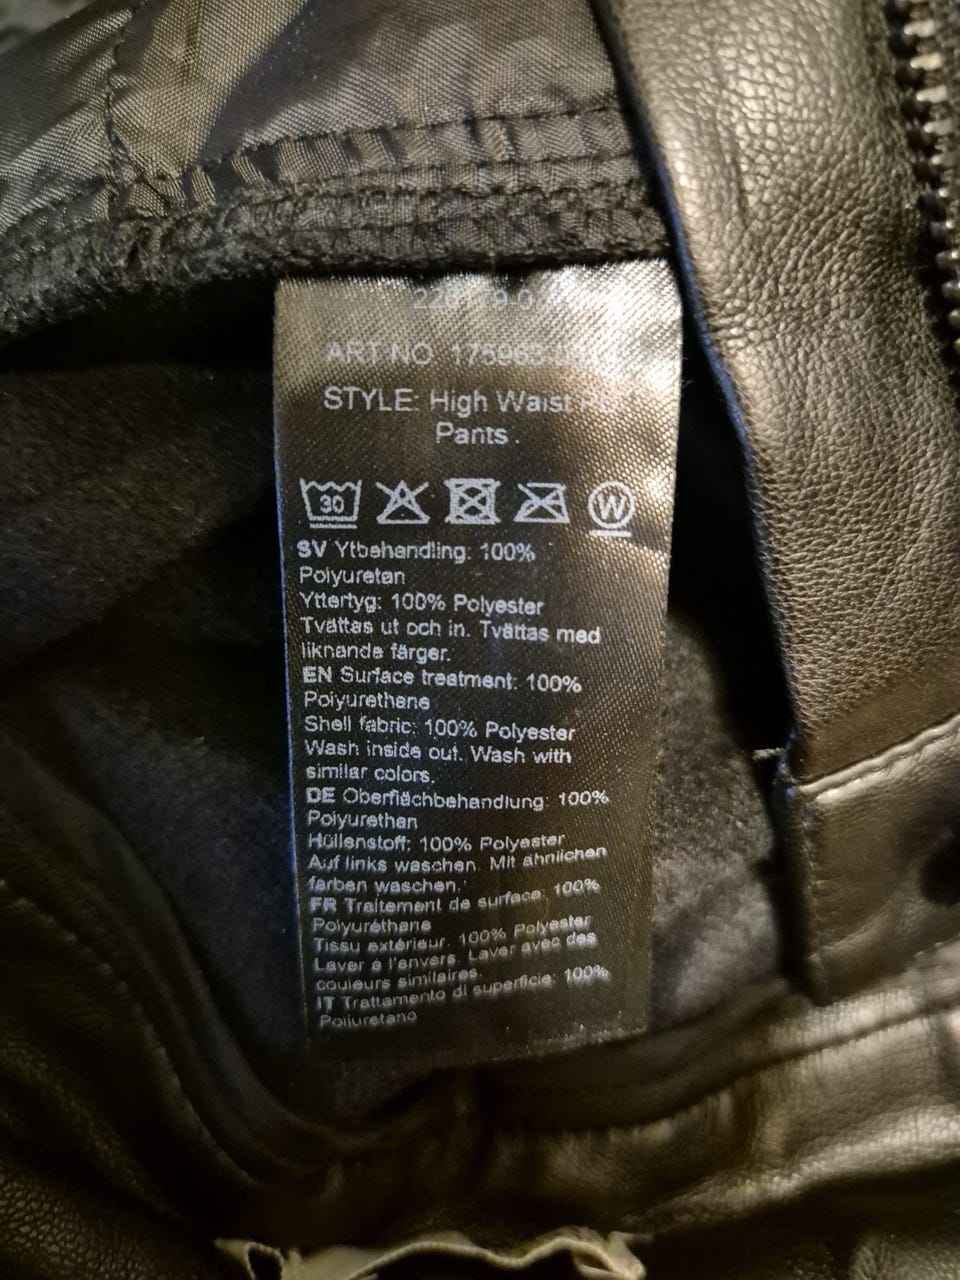 ART NO
STYLE: High Waist
Pants.
30
W
SV Ytbehandling: 100%
Polyuretan
Yttertyg: 100% Polyester
Tvättas ut och in. Tvättas med
liknande färger.
EN Surface treatment: 100%
Polyurethane
Shell fabric: 100% Polyester
Wash inside out. Wash with
similar colors.
DE Oberflächbehandlung: 100%
Polyurethan
Hüllenstoff: 100% Polyester
Auf links waschen. Mit ähnlichen
farben waschen.
FR Traitement de surface: 100%
Polyuréthane
Tissu extérieur. 100% Polyester
Laver à l'envers. Laver avec des
couleurs similaires.
IT Trattamento di superficie: 100%
Poliuretano